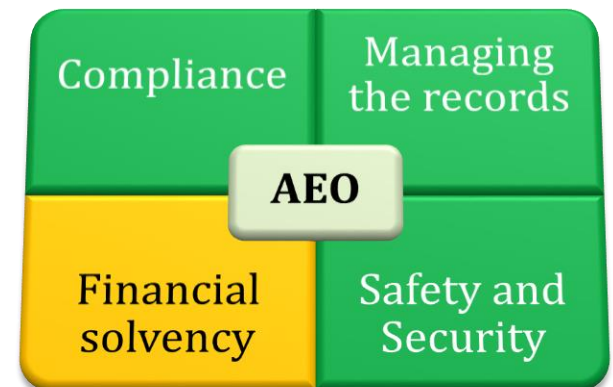 Compliance
Managing
the records
AEO
Financial
solvency
Safety and
Security